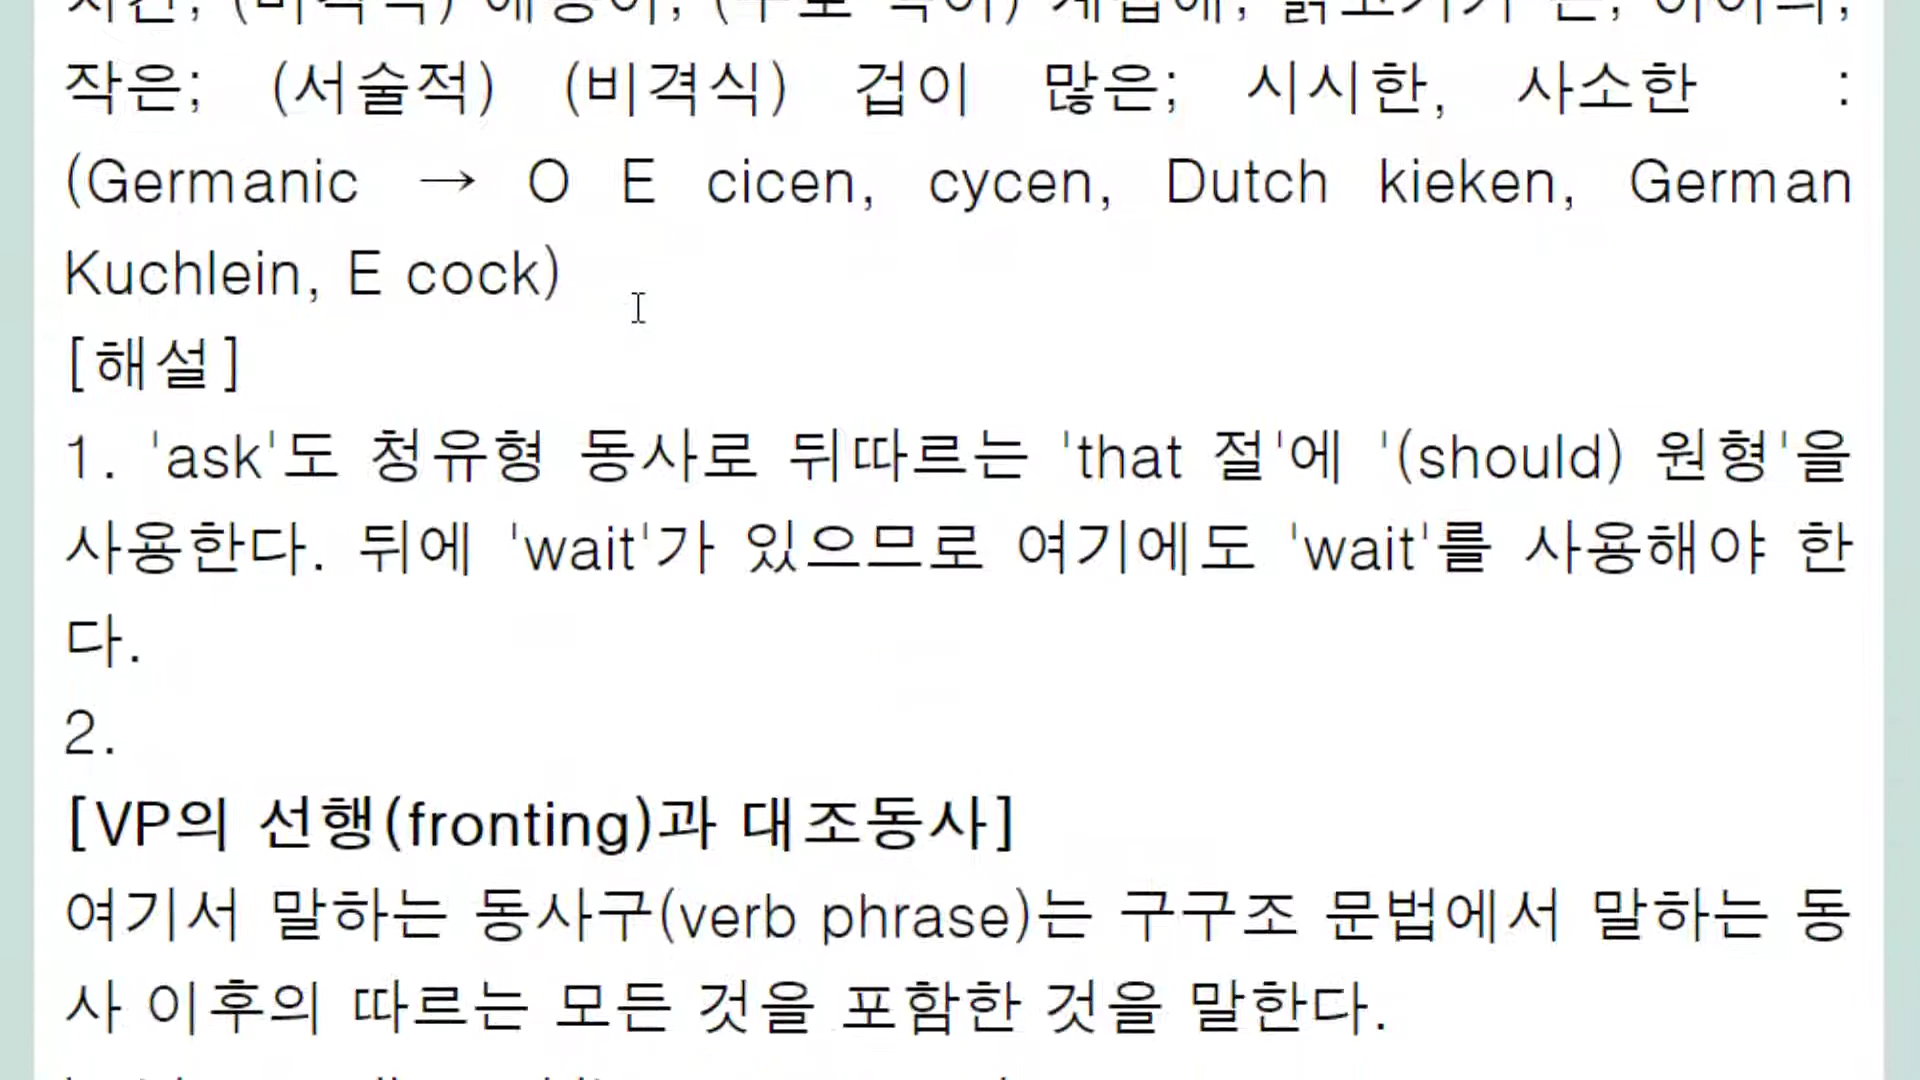 작은; (서술적) (비격식) 겁이 많은; 시시한, 사소한 :
(Germanic → O E cicen, cycen, Dutch kieken, German
Kuchlein, E cock)
[해설]
1. 'ask'도 청유형 동사로 뒤따르는 'that 절'에 '(should) 원형'을
사용한다. 뒤에 'wait'가 있으므로 여기에도 'wait'를 사용해야 한
다.
2.
[VP의 선행(fronting)과 대조동사]
여기서 말하는 동사구(verb phrase)는 구구조 문법에서 말하는 동
사 이후의 따르는 모든 것을 포함한 것을 말한다.